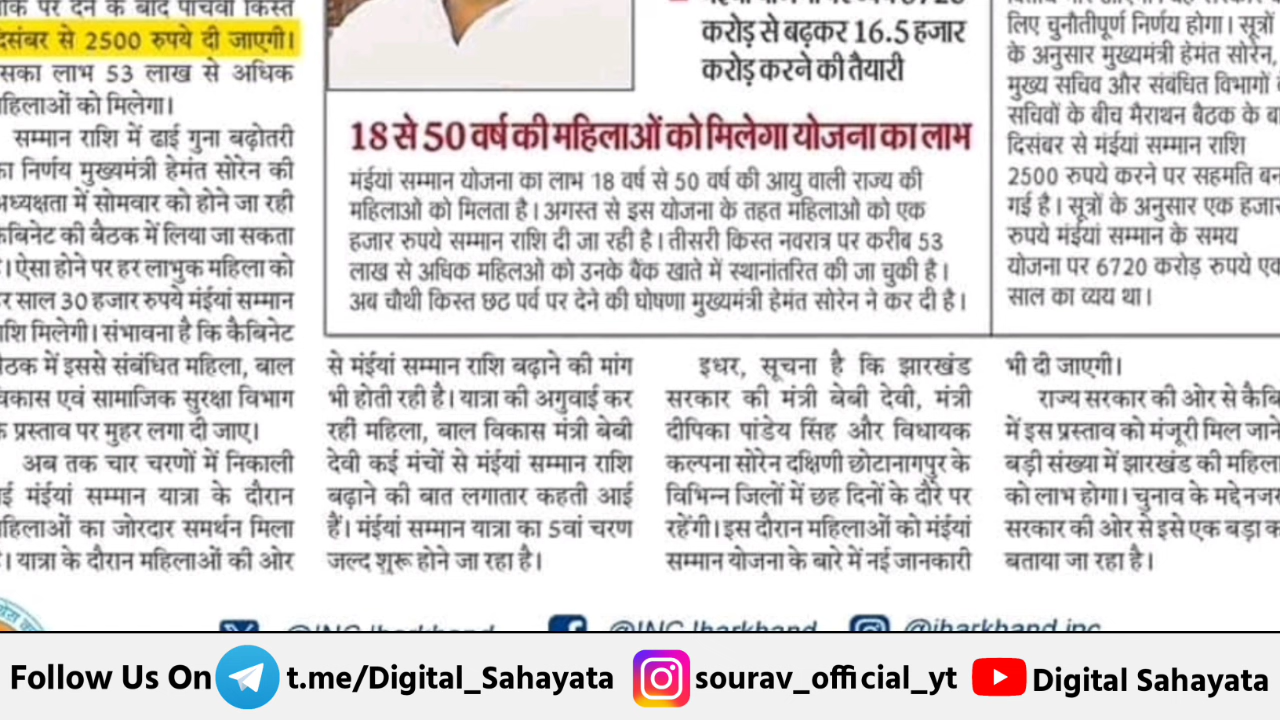 दिसंबर से 2500 रुपये दी जाएगी।
53 लाख से अधिक
को मिलेगा।
सम्मान राशि में ढाई गुना बढ़ोतरी
निर्णय मुख्यमंत्री हेमंत सोरेन की
में सोमवार को होने जा रही
की बैठक में लिया जा सकता
। ऐसा होने पर हर लाभुक महिला को
साल 30 हजार रुपये मंईयां सम्मान
मिलेगी। संभावना है कि कैबिनेट
में इससे संबंधित महिला, बाल
एवं सामाजिक सुरक्षा विभाग
प्रस्ताव पर मुहर लगा दी जाए।
अब तक चार चरणों में निकाली
मंईयां सम्मान यात्रा के दौरान
का जोरदार समर्थन मिला
। यात्रा के दौरान महिलाओं की ओर
करोड़ से बढ़कर 16.5 हजार
करोड़ करने की तैयारी
18 से 50 वर्ष की महिलाओं को मिलेगा योजना का लाभ
मंईयां सम्मान योजना का लाभ 18 वर्ष से 50 वर्ष की आयु वाली राज्य की
महिलाओं को मिलता है। अगस्त से इस योजना के तहत महिलाओं को एक
हजार रुपये सम्मान राशि दी जा रही है। तीसरी किस्त नवरात्र पर करीब 53
लाख से अधिक महिलओं को उनके बैंक खाते में स्थानांतरित की जा चुकी है।
अब चौथी किस्त छठ पर्व पर देने की घोषणा मुख्यमंत्री हेमंत सोरेन ने कर दी है।
से मंईयां सम्मान राशि बढ़ाने की मांग
भी होती रही है। यात्रा की अगुवाई कर
रहीं महिला, बाल विकास मंत्री बेबी
देवी कई मंचों से मंईयां सम्मान राशि
बढ़ाने की बात लगातार कहती आई
हैं। मंईयां सम्मान यात्रा का 5वां चरण
जल्द शुरू होने जा रहा है।
इधर, सूचना है कि झारखंड
सरकार की मंत्री बेबी देवी, मंत्री
दीपिका पांडेय सिंह और विधायक
कल्पना सोरेन दक्षिणी छोटानागपुर के
विभिन्न जिलों में छह दिनों के दौरे पर
रहेंगी। इस दौरान महिलाओं को मंईयां
सम्मान योजना के बारे में नई जानकारी
लिए चुनौतीपूर्ण निर्णय होगा। सूत्रों
के अनुसार मुख्यमंत्री हेमंत सोरेन,
मुख्य सचिव और संबंधित विभागों
सचिवों के बीच मैराथन बैठक के
दिसंबर से मंईयां सम्मान राशि
2500 रुपये करने पर सहमति बन
गई है। सूत्रों के अनुसार एक हजार
रुपये मंईयां सम्मान के समय
योजना पर 6720 करोड़ रुपये
साल का व्यय था।
भी दी जाएगी।
राज्य सरकार की ओर से
में इस प्रस्ताव को मंजूरी मिल जाने
बड़ी संख्या में झारखंड की
को लाभ होगा। चुनाव के मद्देनजर
सरकार की ओर से इसे एक बड़ा
बताया जा रहा है।
Follow Us On t.me/Digital_Sahayata sourav_official_yt Digital Sahayata